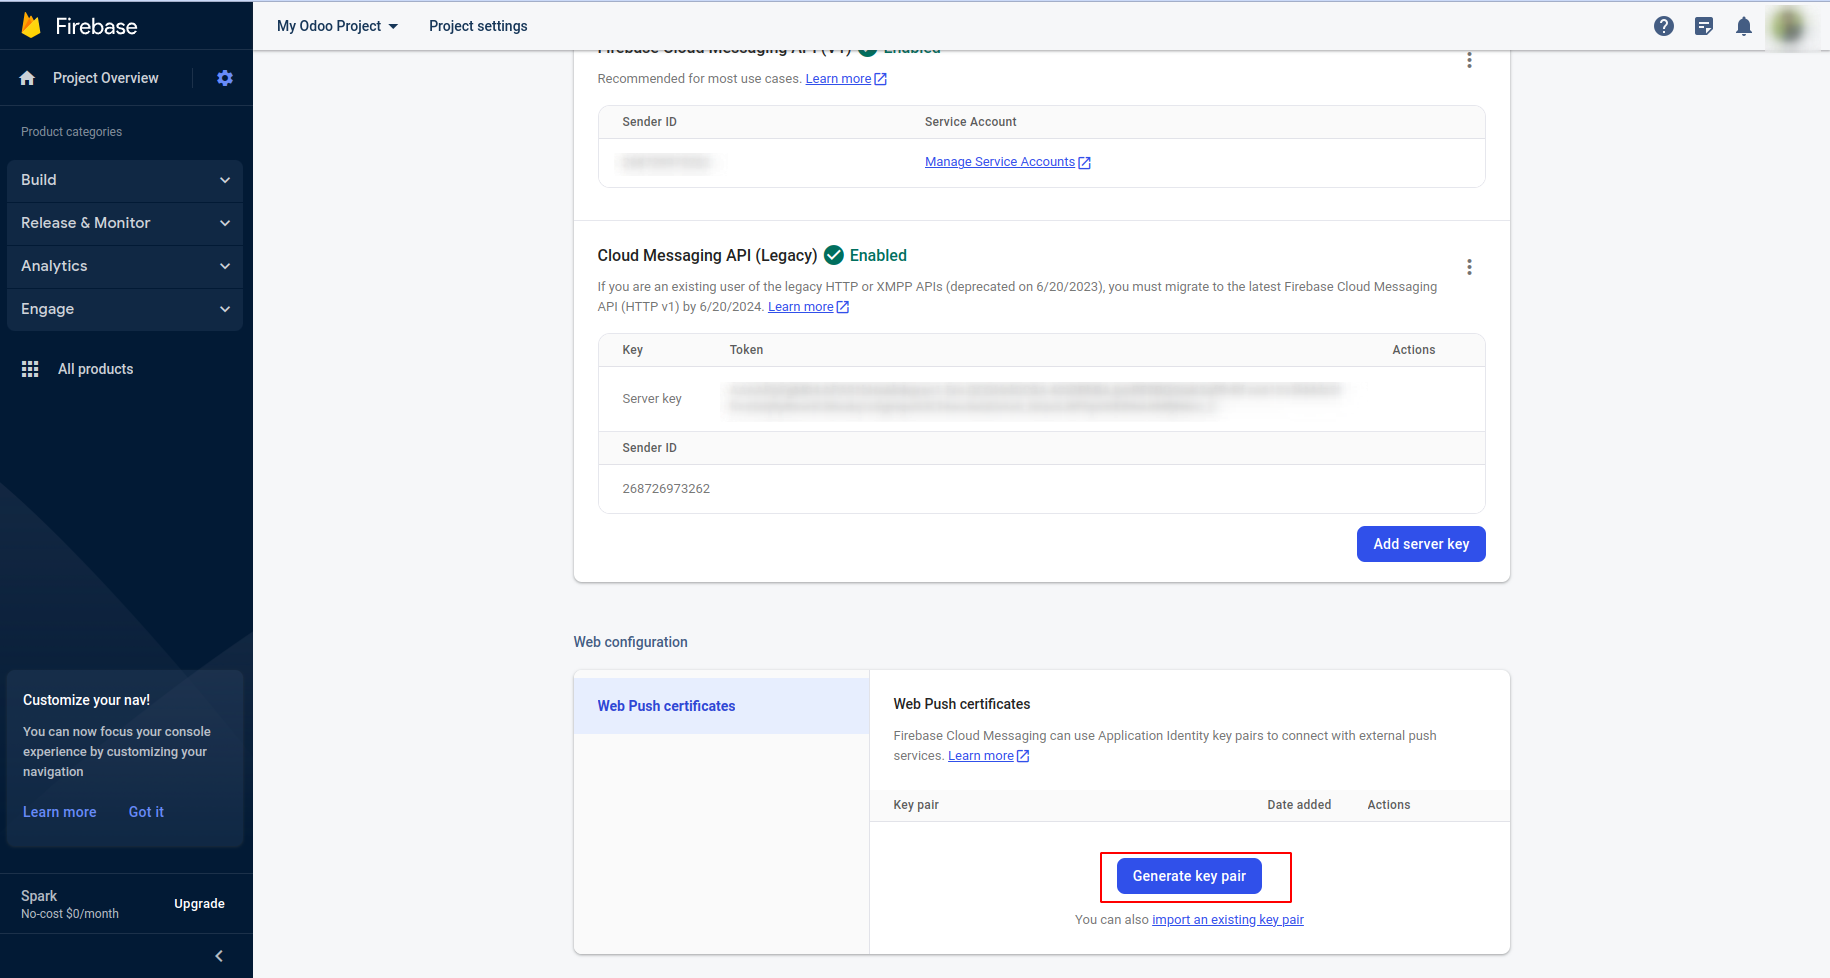 Firebase
My Odoo Project
Project settings
Project Overview
Product categories
Build
Release & Monitor
Analytics
Engage
All products
Customize your nav!
You can now focus your console
experience by customizing your
navigation
Learn more
Got it
Spark
No-cost $0/month
Upgrade
Firebase Cloud Messaging API (V1) Enabled
Recommended for most use cases. Learn more
Sender ID
Service Account
Manage Service Accounts
Cloud Messaging API (Legacy) Enabled
If you are an existing user of the legacy HTTP or XMPP APIs (deprecated on 6/20/2023), you must migrate to the latest Firebase Cloud Messaging
API (HTTP v1) by 6/20/2024. Learn more
Key
Token
Actions
Server key
Sender ID
268726973262
Add server key
Web configuration
Web Push certificates
Web Push certificates
Firebase Cloud Messaging can use Application Identity key pairs to connect with external push
services. Learn more
Key pair
Date added
Actions
Generate key pair
You can also import an existing key pair